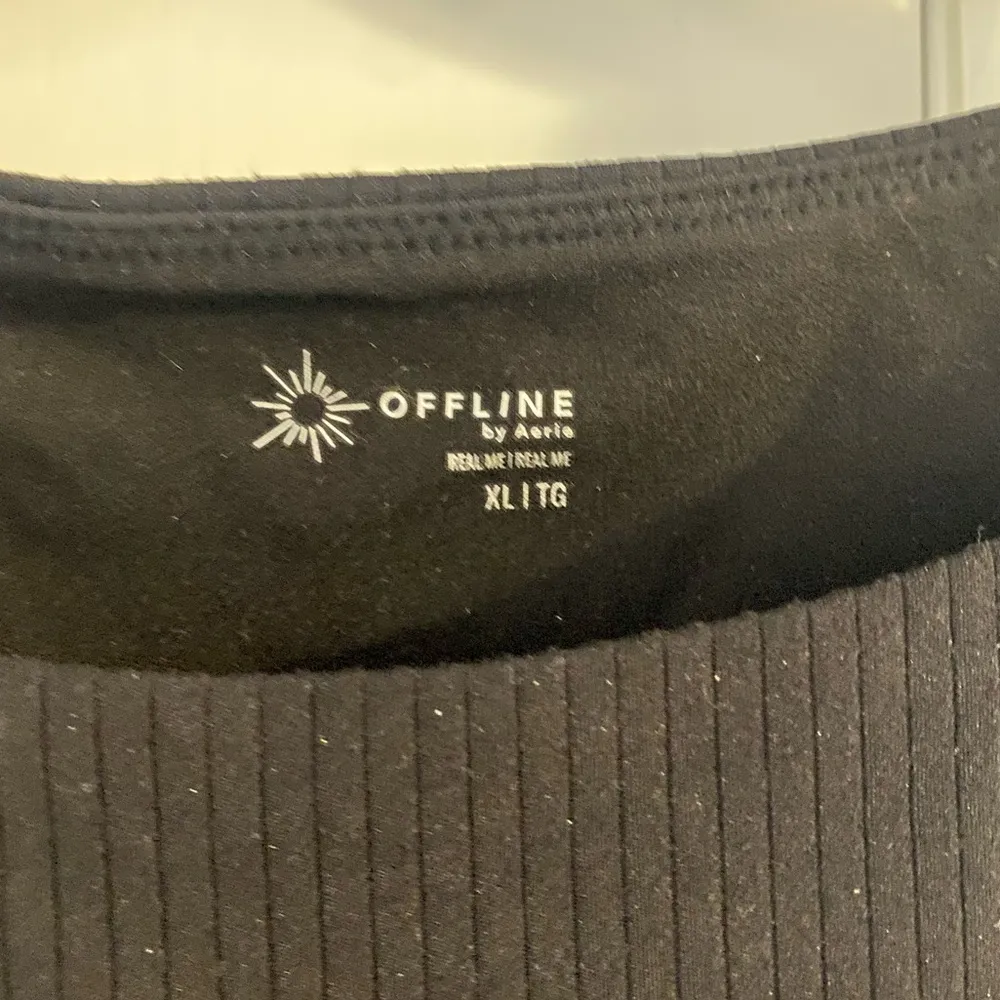 OFFLINE
by Aerie
REAL ME | REAL ME
XL | TG